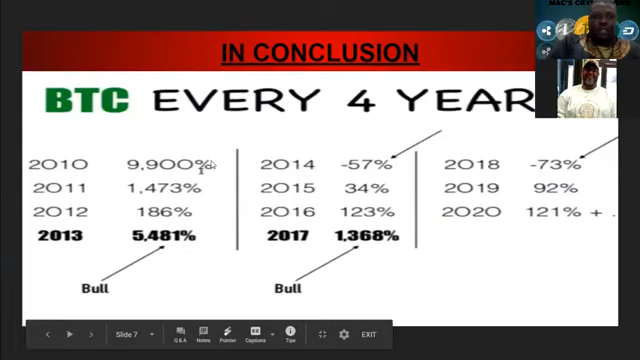 MAC'S CRY
IN CONCLUSION
BTC EVERY 4 YEAR
2010 9,900% 2014 -57% 2018 -73%
2011 1,473% 2015 34% 2019 92%
2012 186% 2016 123% 2020 121% + .
2013 5,481% 2017 1,368%
Bull Bull
Slide 7 Q&A Notes Pointer Captions Tips EXIT